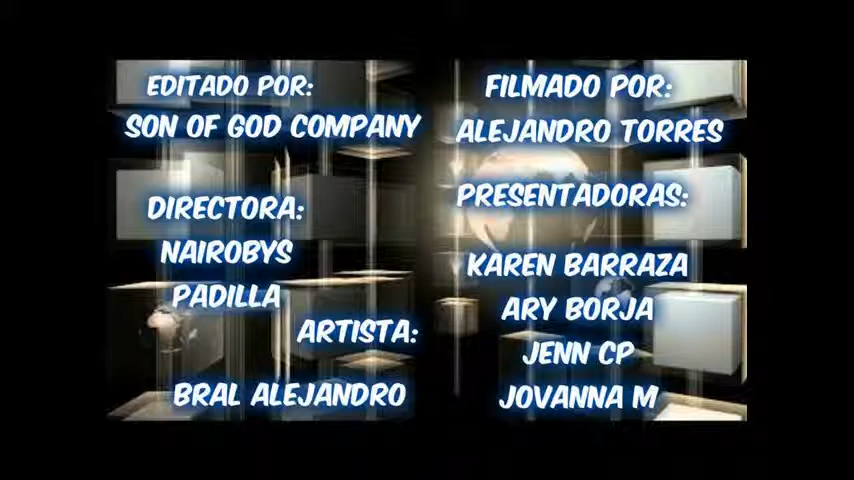 EDITADO POR:
SON OF GOD COMPANY
DIRECTORA:
NAIROBYS
PADILLA
ARTISTA:
BRAL ALEJANDRO
FILMADO POR:
ALEJANDRO TORRES
PRESENTADORAS:
KAREN BARRAZA
ARY BORJA
JENN CP
JOVANNA M